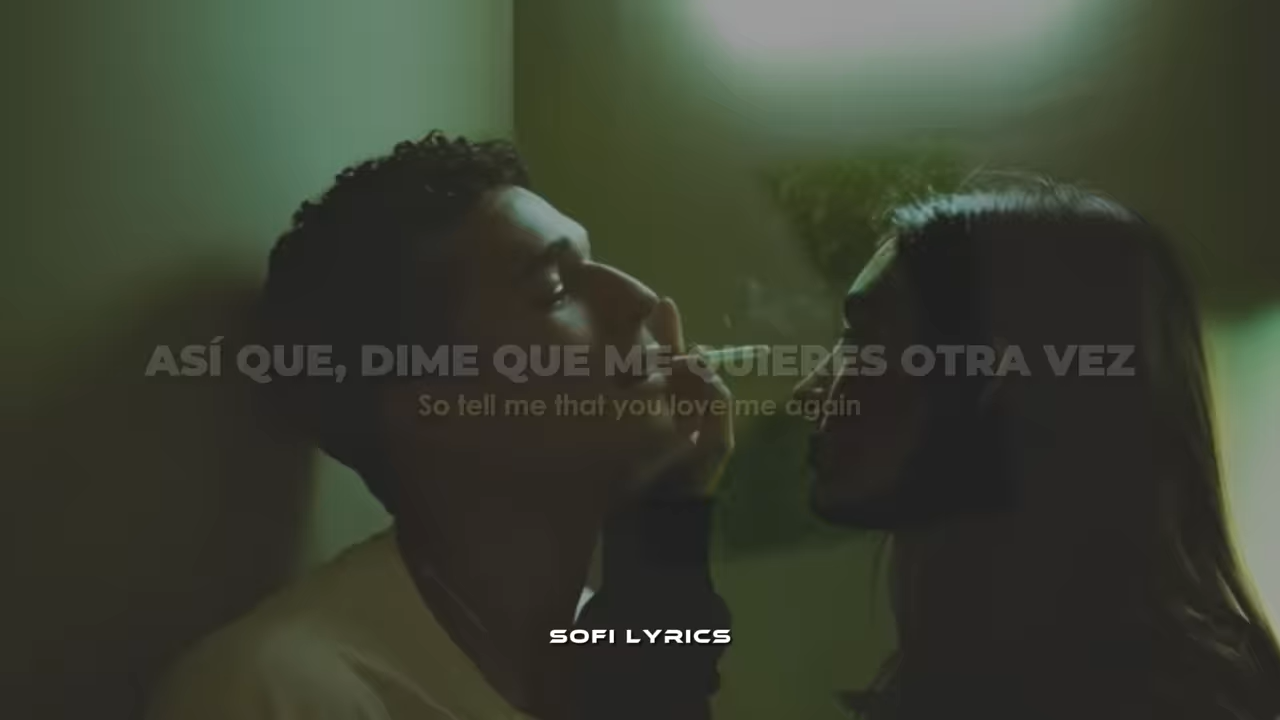 ASÍ QUE, DIME QUE ME QUIERES OTRA VEZ
So tell me that you love me again
SOFI LYRICS